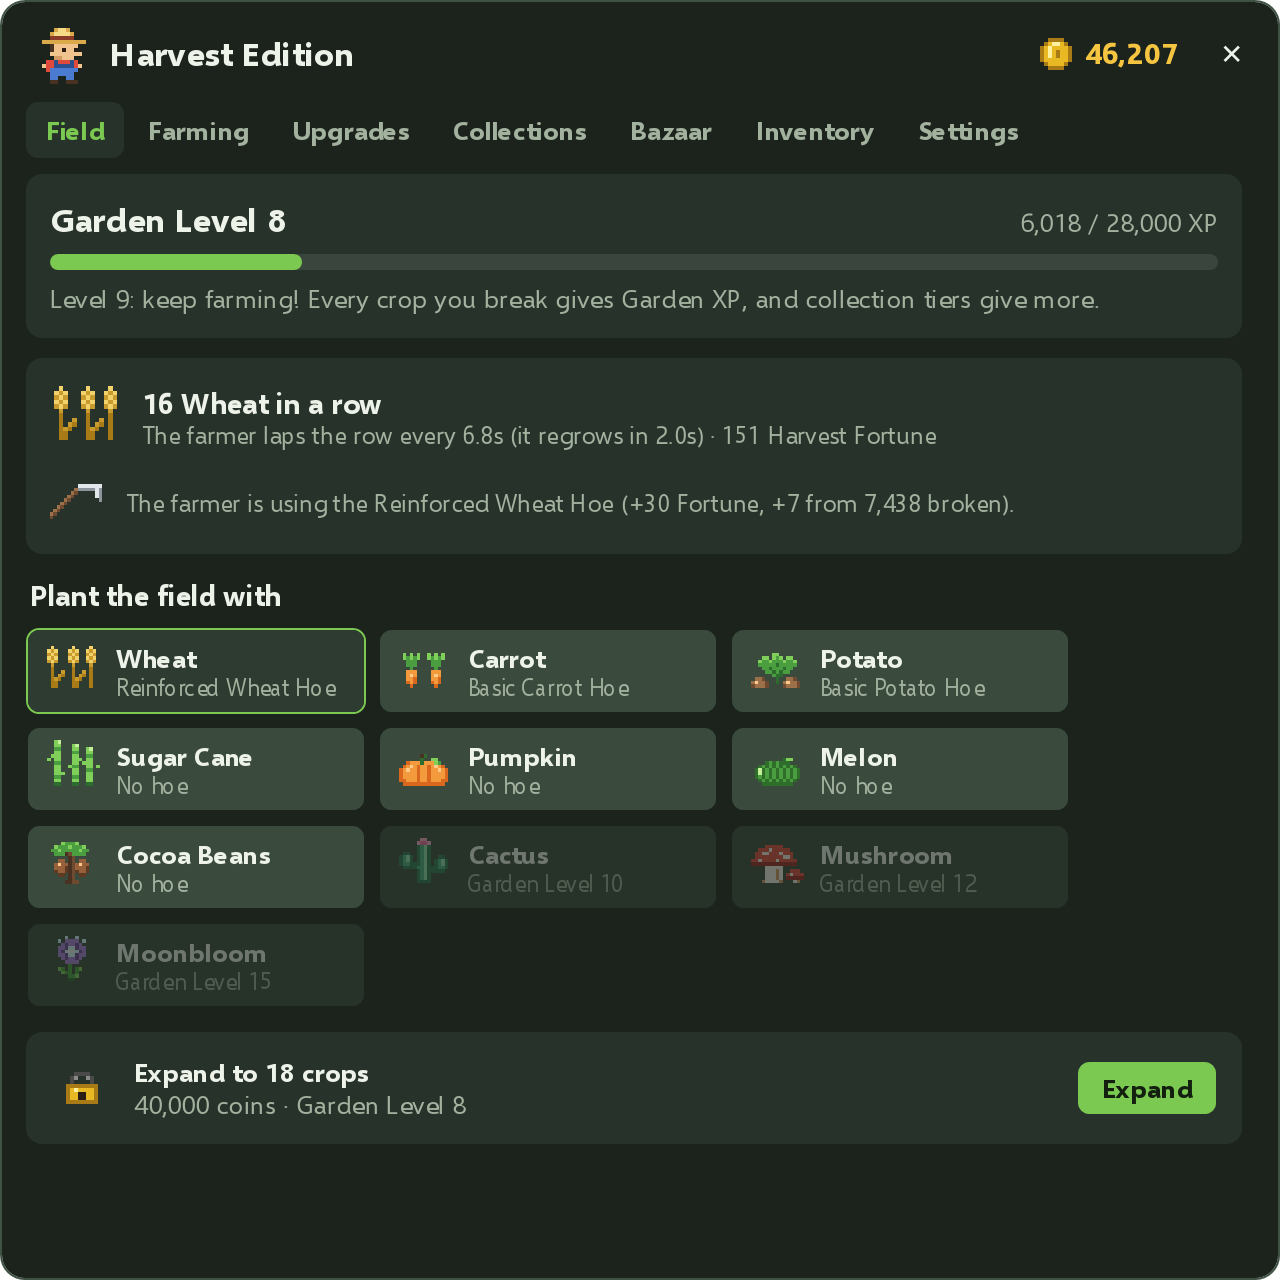 Harvest Edition
46,207 ×
Field Farming Upgrades Collections Bazaar Inventory Settings
Garden Level 8
6,018 / 28,000 XP
Level 9: keep farming! Every crop you break gives Garden XP, and collection tiers give more.
16 Wheat in a row
The farmer laps the row every 6.8s (it regrows in 2.0s) · 151 Harvest Fortune
The farmer is using the Reinforced Wheat Hoe (+30 Fortune, +7 from 7,438 broken).
Plant the field with
Wheat
Reinforced Wheat Hoe
Carrot
Basic Carrot Hoe
Potato
Basic Potato Hoe
Sugar Cane
No hoe
Pumpkin
No hoe
Melon
No hoe
Cocoa Beans
No hoe
Cactus
Garden Level 10
Mushroom
Garden Level 12
Moonbloom
Garden Level 15
Expand to 18 crops
40,000 coins · Garden Level 8
Expand